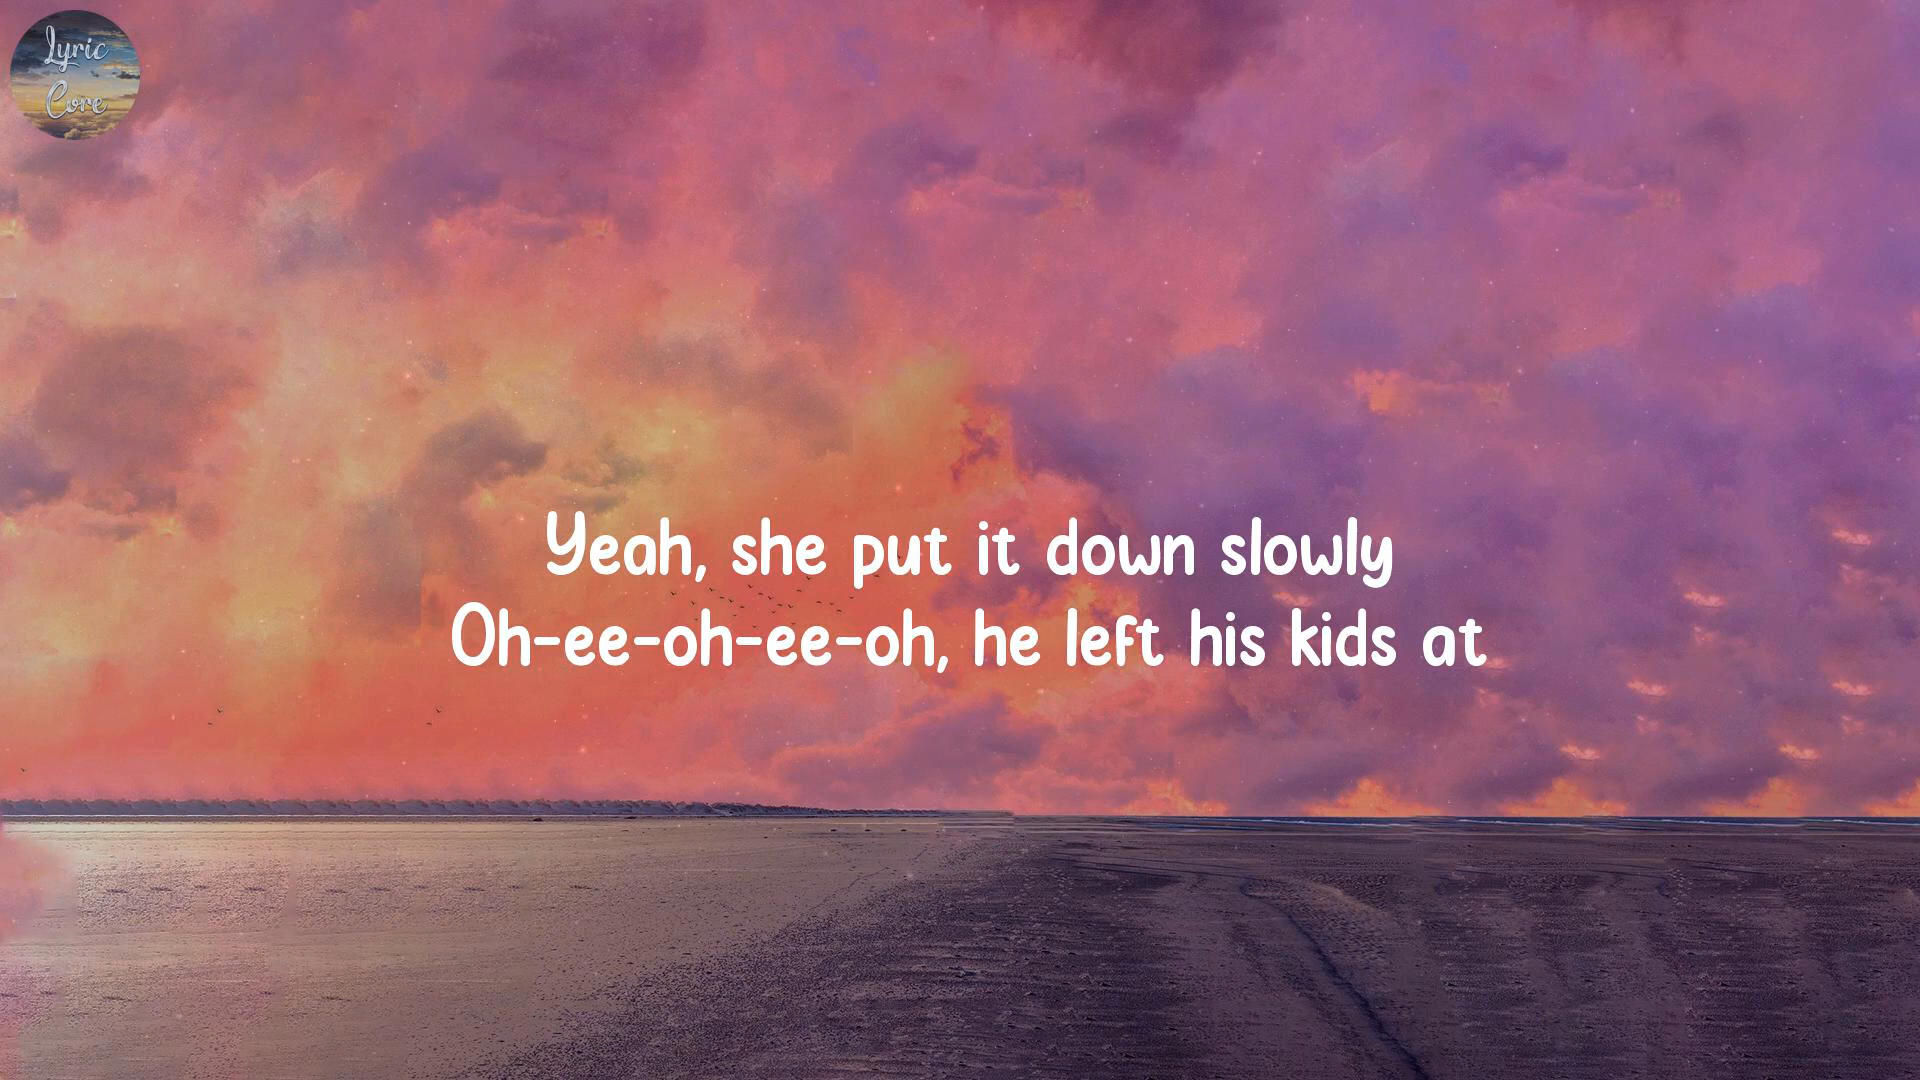 Lyric
Core
Yeah, she put it down slowly
Oh-ee-oh-ee-oh, he left his kids at